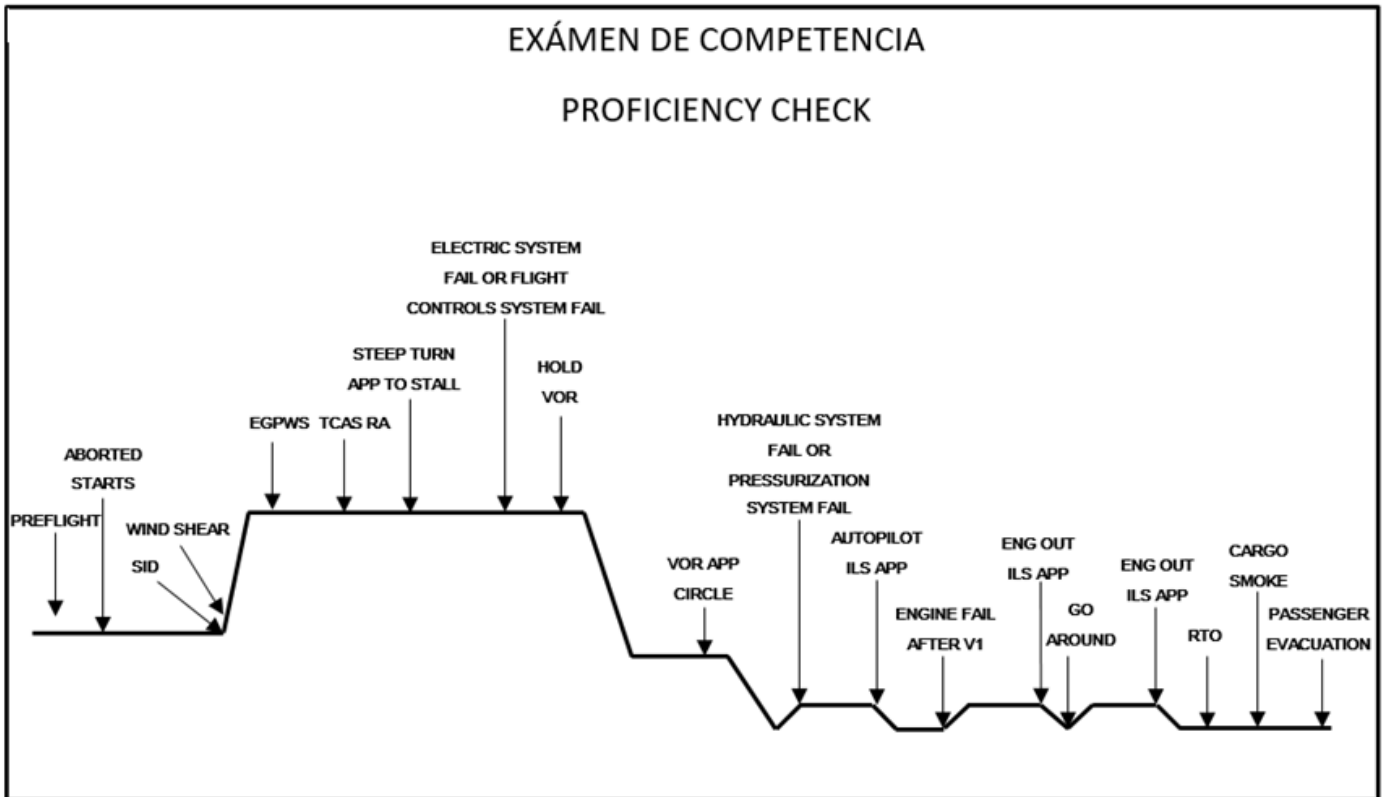 EXÁMEN DE COMPETENCIA
PROFICIENCY CHECK
PREFLIGHT
ABORTED
STARTS
SID
WIND SHEAR
EGPWS
TCAS RA
STEEP TURN
APP TO STALL
ELECTRIC SYSTEM
FAIL OR FLIGHT
CONTROLS SYSTEM FAIL
HOLD
VOR
VOR APP
CIRCLE
HYDRAULIC SYSTEM
FAIL OR
PRESSURIZATION
SYSTEM FAIL
AUTOPILOT
ILS APP
ENGINE FAIL
AFTER V1
ENG OUT
ILS APP
GO
AROUND
ENG OUT
ILS APP
RTO
CARGO
SMOKE
PASSENGER
EVACUATION